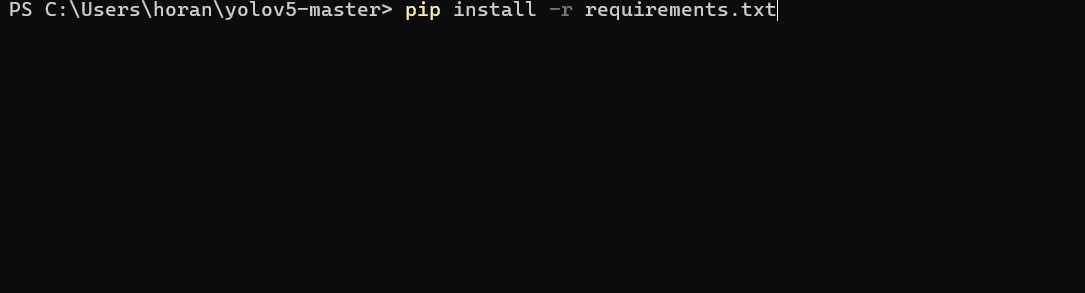 PS C:\Users\horan\yolov5-master> pip install -r requirements.txt